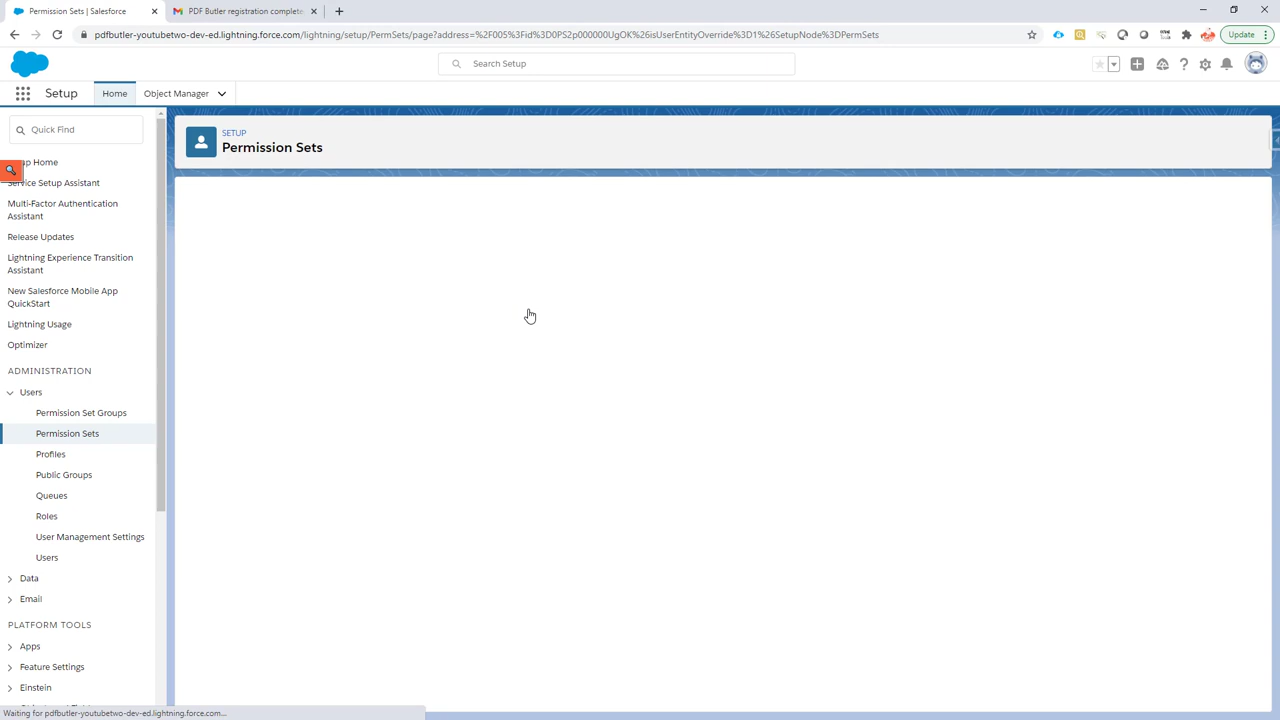 Permission Sets | Salesforce
PDF Butler registration complete
pdfbutler-youtubetwo-dev-ed.lightning.force.com/lightning/setup/PermSets/page?address=%2F005%3Fid%3D0PS2p000000UgOK%26isUserEntityOverride%3D1%26SetupNode%3DPermSets
Update
Search Setup
Setup
Home
Object Manager
Quick Find
Home
Service Setup Assistant
Multi-Factor Authentication
Assistant
Release Updates
Lightning Experience Transition
Assistant
New Salesforce Mobile App
QuickStart
Lightning Usage
Optimizer
ADMINISTRATION
Users
Permission Set Groups
Permission Sets
Profiles
Public Groups
Queues
Roles
User Management Settings
Users
Data
Email
PLATFORM TOOLS
Apps
Feature Settings
Einstein
SETUP
Permission Sets
Waiting for pdfbutler-youtubetwo-dev-ed.lightning.force.com...